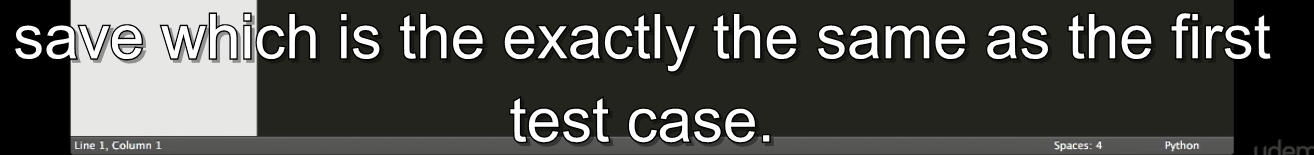 save which is the exactly the same as the first
test case.
Line 1, Column 1 Spaces: 4 Python
udem